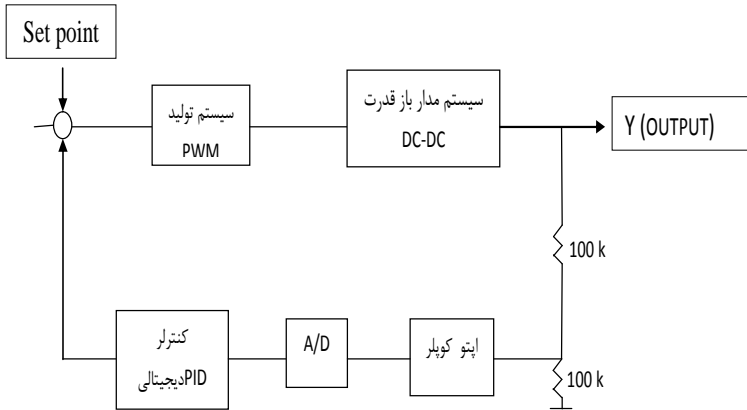 Set point
سیستم تولید
PWM
سیستم مدار باز قدرت
DC-DC
Y (OUTPUT)
100 k
کنترلر
PIDدیجیتالی
A/D
اپتو کوپلر
100 k